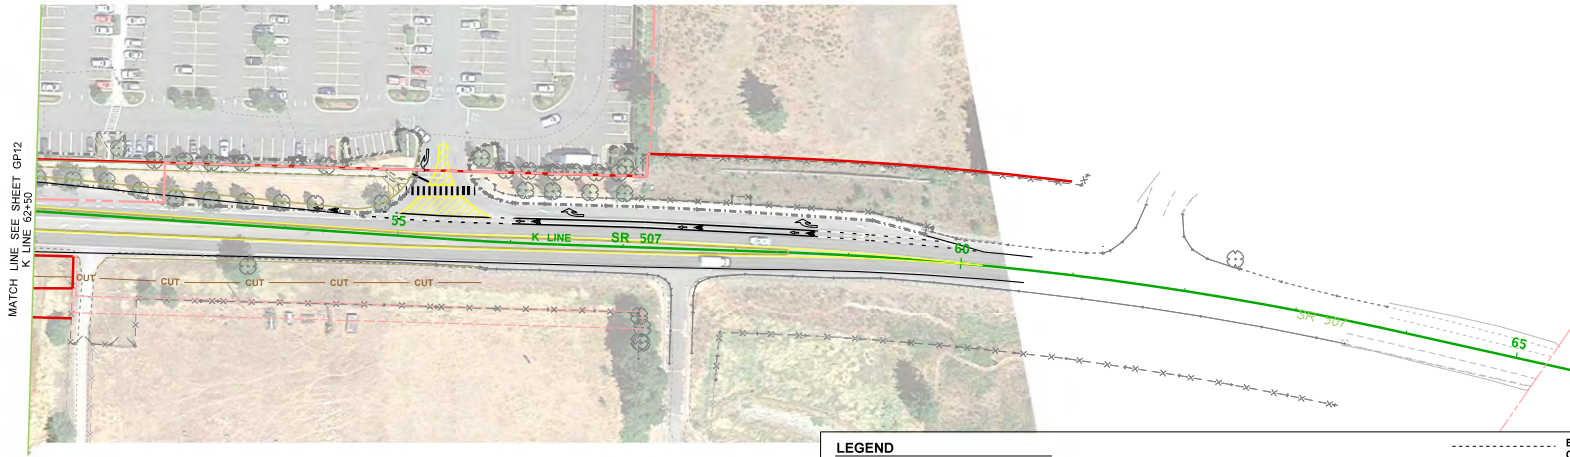 MATCH LINE SEE SHEET GP12
K LINE 62+50
55
K LINE
SR 507
60
SR 507
65
CUT
CUT
CUT
CUT
CUT
LEGEND